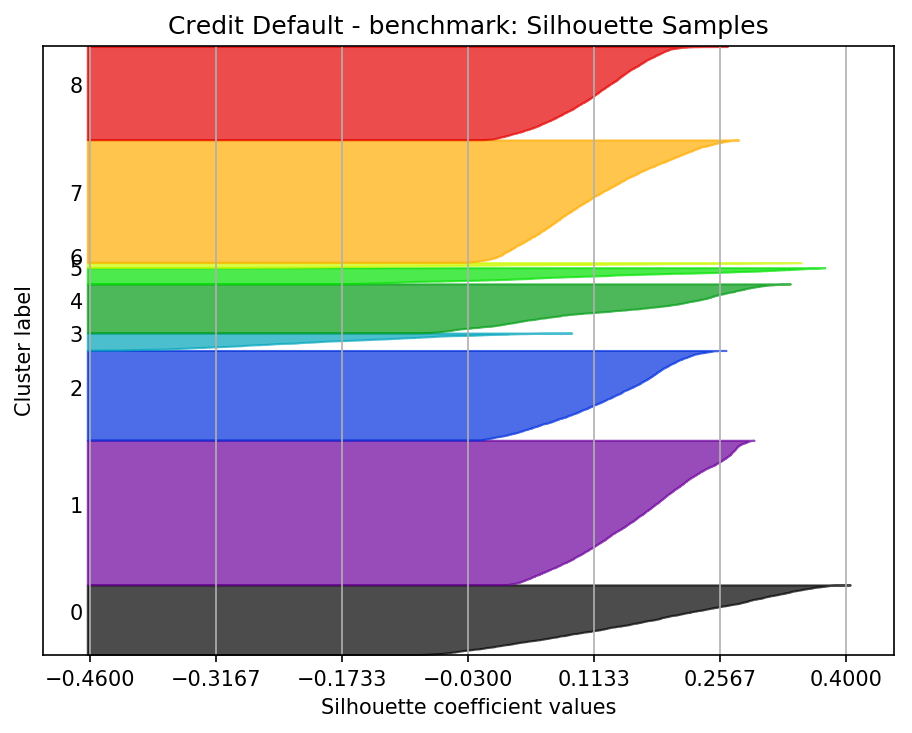 Credit Default - benchmark: Silhouette Samples
8
7
6
5
4
3
2
1
0
Cluster label
−0.4600 −0.3167 −0.1733 −0.0300 0.1133 0.2567 0.4000
Silhouette coefficient values